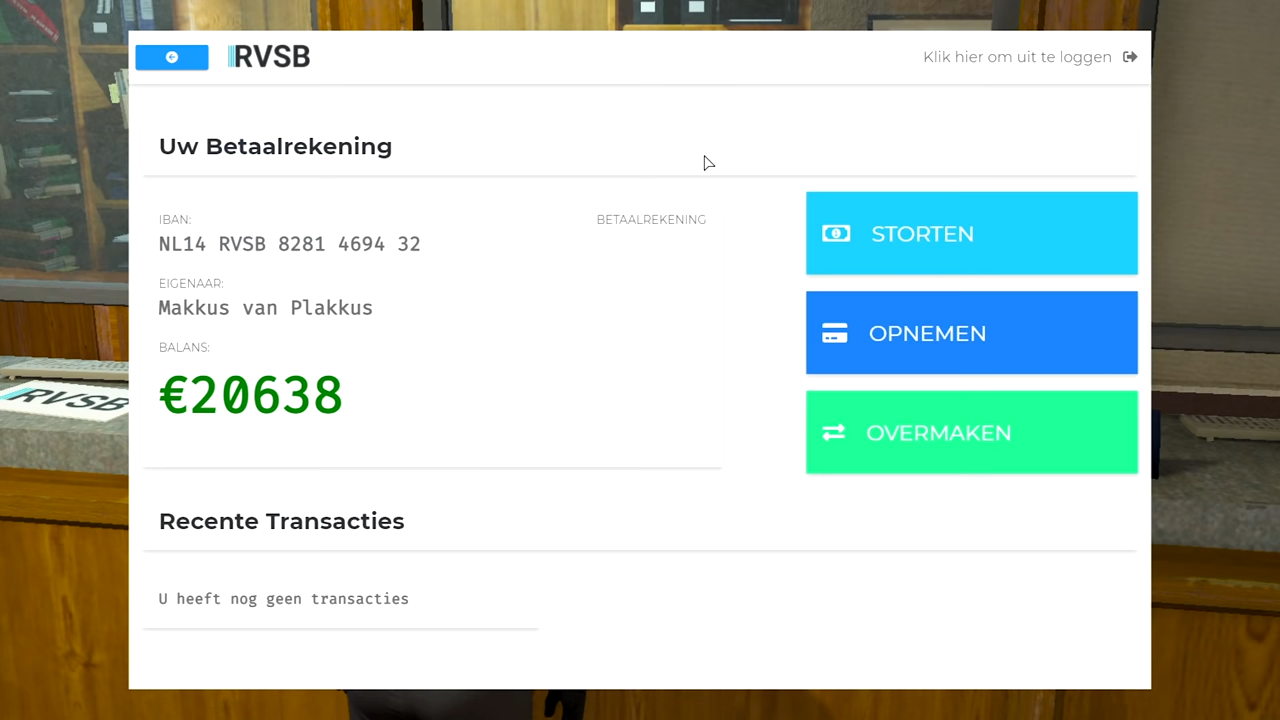 RVSB
Klik hier om uit te loggen
Uw Betaalrekening
IBAN:
BETAALREKENING
NL14 RVSB 8281 4694 32
EIGENAAR:
Makkus van Plakkus
BALANS:
€20638
STORTEN
OPNEMEN
OVERMAKEN
Recente Transacties
U heeft nog geen transacties
RVSB